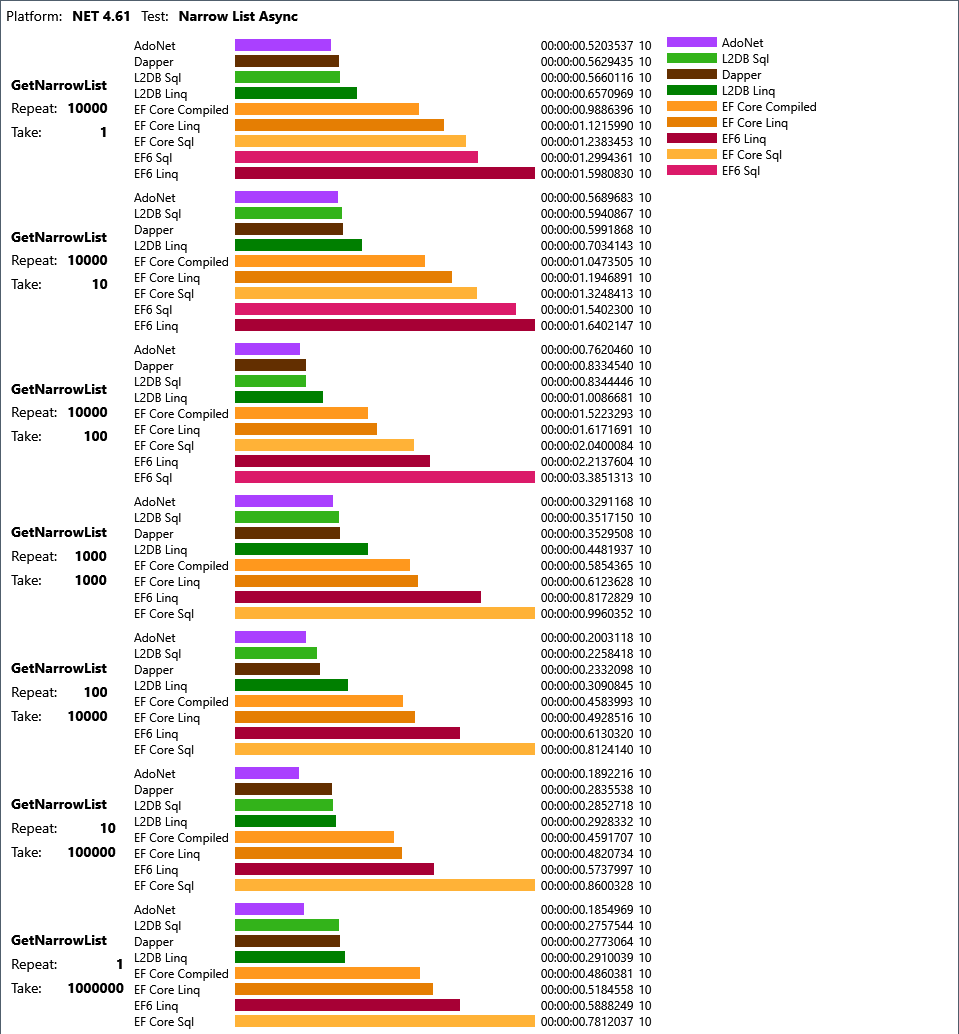 Platform: NET 4.61 Test: Narrow List Async
AdoNet 00:00:00.5203537 10
Dapper 00:00:00.5629435 10
L2DB Sql 00:00:00.5660116 10
GetNarrowList
L2DB Linq 00:00:00.6570969 10
Repeat: 10000
EF Core Compiled 00:00:00.9886396 10
EF Core Linq 00:00:01.1215990 10
Take: 1
EF Core Sql 00:00:01.2383453 10
EF6 Sql 00:00:01.2994361 10
EF6 Linq 00:00:01.5980830 10
AdoNet
L2DB Sql
Dapper
L2DB Linq
EF Core Compiled
EF Core Linq
EF6 Linq
EF Core Sql
EF6 Sql
AdoNet 00:00:00.5689683 10
L2DB Sql 00:00:00.5940867 10
Dapper 00:00:00.5991868 10
GetNarrowList
L2DB Linq 00:00:00.7034143 10
Repeat: 10000
EF Core Compiled 00:00:01.0473505 10
EF Core Linq 00:00:01.1946891 10
Take: 10
EF Core Sql 00:00:01.3248413 10
EF6 Sql 00:00:01.5402300 10
EF6 Linq 00:00:01.6402147 10
AdoNet 00:00:00.7620460 10
Dapper 00:00:00.8334540 10
L2DB Sql 00:00:00.8344446 10
GetNarrowList
L2DB Linq 00:00:01.0086681 10
Repeat: 10000
EF Core Compiled 00:00:01.5223293 10
EF Core Linq 00:00:01.6171691 10
Take: 100
EF Core Sql 00:00:02.0400084 10
EF6 Linq 00:00:02.2137604 10
EF6 Sql 00:00:03.3851313 10
AdoNet 00:00:00.3291168 10
L2DB Sql 00:00:00.3517150 10
GetNarrowList
Dapper 00:00:00.3529508 10
L2DB Linq 00:00:00.4481937 10
Repeat: 1000
EF Core Compiled 00:00:00.5854365 10
Take: 1000
EF Core Linq 00:00:00.6123628 10
EF6 Linq 00:00:00.8172829 10
EF Core Sql 00:00:00.9960352 10
AdoNet 00:00:00.2003118 10
L2DB Sql 00:00:00.2258418 10
GetNarrowList
Dapper 00:00:00.2332098 10
L2DB Linq 00:00:00.3090845 10
Repeat: 100
EF Core Compiled 00:00:00.4583993 10
Take: 10000
EF Core Linq 00:00:00.4928516 10
EF6 Linq 00:00:00.6130320 10
EF Core Sql 00:00:00.8124140 10
AdoNet 00:00:00.1892216 10
Dapper 00:00:00.2835538 10
GetNarrowList
L2DB Sql 00:00:00.2852718 10
L2DB Linq 00:00:00.2928332 10
Repeat: 10
EF Core Compiled 00:00:00.4591707 10
Take: 100000
EF Core Linq 00:00:00.4820734 10
EF6 Linq 00:00:00.5737997 10
EF Core Sql 00:00:00.8600328 10
AdoNet 00:00:00.1854969 10
L2DB Sql 00:00:00.2757544 10
GetNarrowList
Dapper 00:00:00.2773064 10
L2DB Linq 00:00:00.2910039 10
Repeat: 1
EF Core Compiled 00:00:00.4860381 10
Take: 1000000
EF Core Linq 00:00:00.5184558 10
EF6 Linq 00:00:00.5888249 10
EF Core Sql 00:00:00.7812037 10